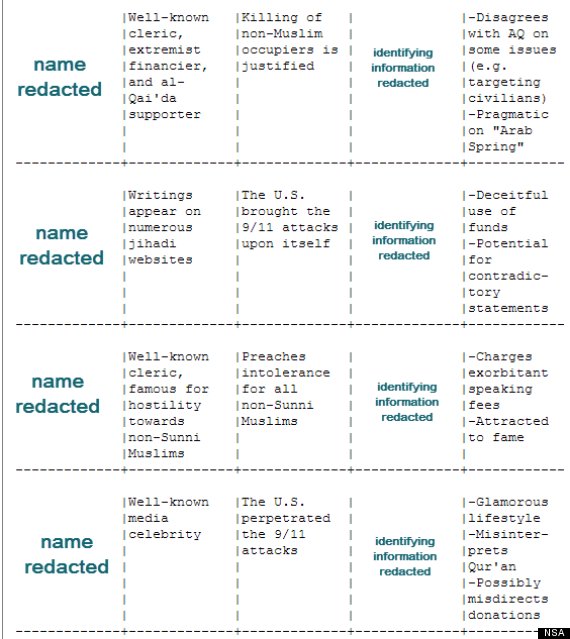 name
redacted
Well-known
cleric,
extremist
financier,
and al-
Qai'da
supporter
Killing of
non-Muslim
occupiers is
justified
identifying
information
redacted
-Disagrees
with AQ on
some issues
(e.g.
targeting
civilians)
-Pragmatic
on "Arab
Spring"
name
redacted
Writings
appear on
numerous
jihadi
websites
The U.S.
brought the
9/11 attacks
upon itself
identifying
information
redacted
-Deceitful
use of
funds
-Potential
for
contradic-
tory
statements
name
redacted
Well-known
cleric,
famous for
hostility
towards
non-Sunni
Muslims
Preaches
intolerance
for all
non-Sunni
Muslims
identifying
information
redacted
-Charges
exorbitant
speaking
fees
-Attracted
to fame
name
redacted
Well-known
media
celebrity
The U.S.
perpetrated
the 9/11
attacks
identifying
information
redacted
-Glamorous
lifestyle
-Misinter-
prets
Qur'an
-Possibly
misdirects
donations
NSA